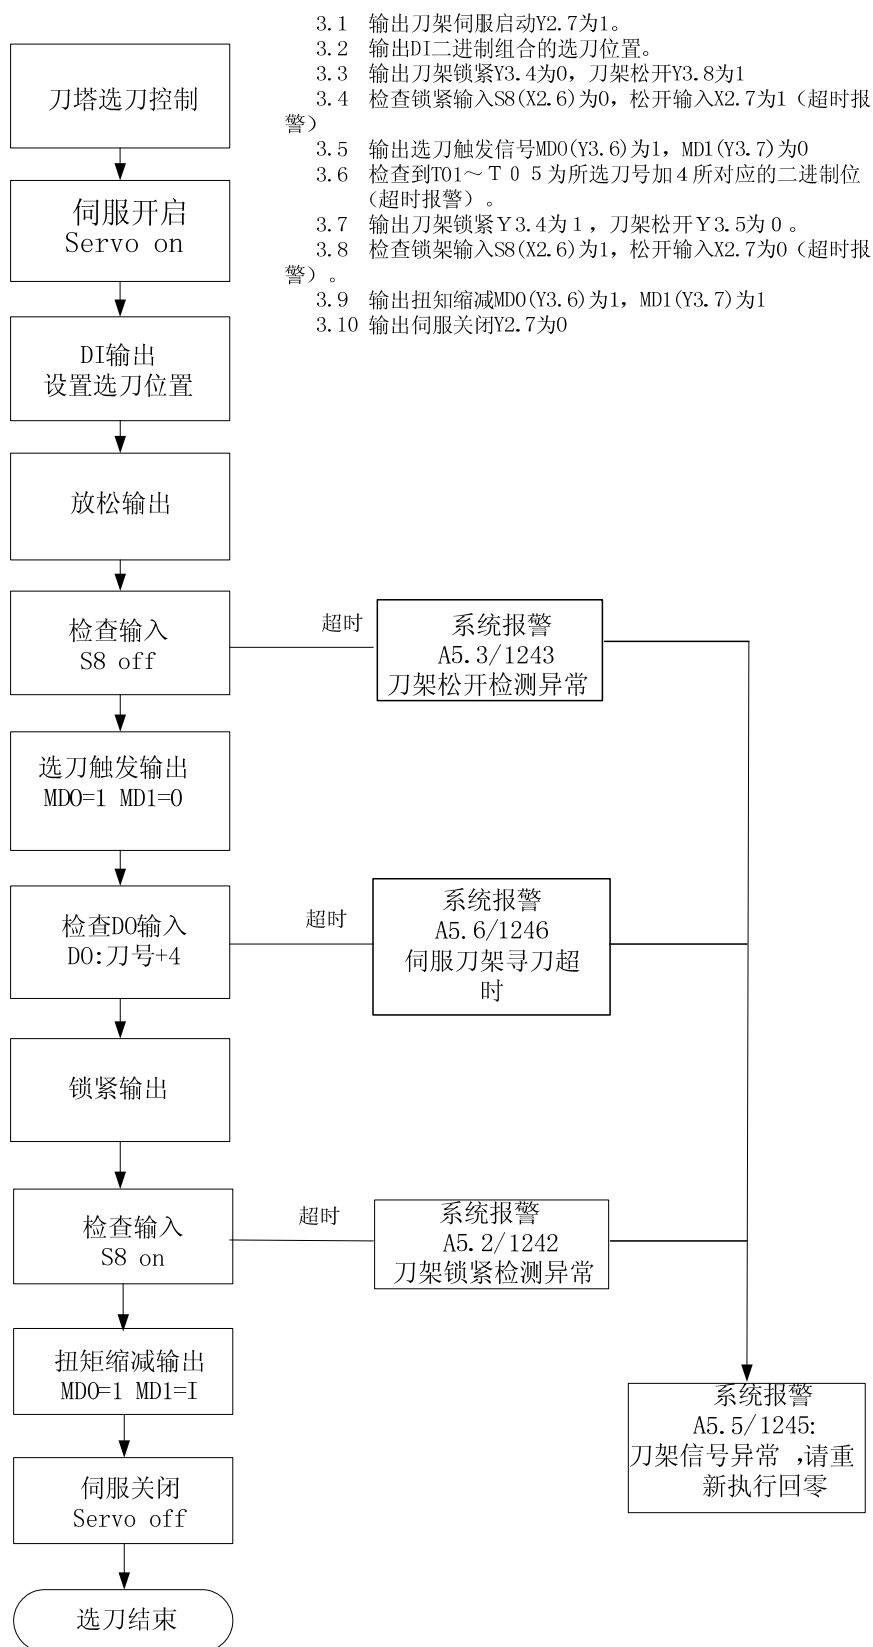 3.1 输出刀架伺服启动Y2.7为1。
3.2 输出DI二进制组合的选刀位置。
3.3 输出刀架锁紧Y3.4为0，刀架松开Y3.8为1
3.4 检查锁紧输入S8(X2.6)为0，松开输入X2.7为1（超时报
警）
3.5 输出选刀触发信号MD0(Y3.6)为1，MD1(Y3.7)为0
3.6 检查到T01～Ｔ０５为所选刀号加４所对应的二进制位
（超时报警）。
3.7 输出刀架锁紧Ｙ3.4为１，刀架松开Ｙ3.5为０。
3.8 检查锁架输入S8(X2.6)为1，松开输入X2.7为0（超时报
警）。
3.9 输出扭知缩减MD0(Y3.6)为1，MD1(Y3.7)为1
3.10 输出伺服关闭Y2.7为0
刀塔选刀控制
伺服开启
Servo on
DI输出
设置选刀位置
放松输出
检查输入
S8 off
超时
系统报警
A5.3/1243
刀架松开检测异常
选刀触发输出
MD0=1 MD1=0
检查DO输入
DO:刀号+4
超时
系统报警
A5.6/1246
伺服刀架寻刀超
时
锁紧输出
检查输入
S8 on
超时
系统报警
A5.2/1242
刀架锁紧检测异常
扭矩缩减输出
MD0=1 MD1=I
系统报警
A5.5/1245:
刀架信号异常 ,请重
新执行回零
伺服关闭
Servo off
选刀结束